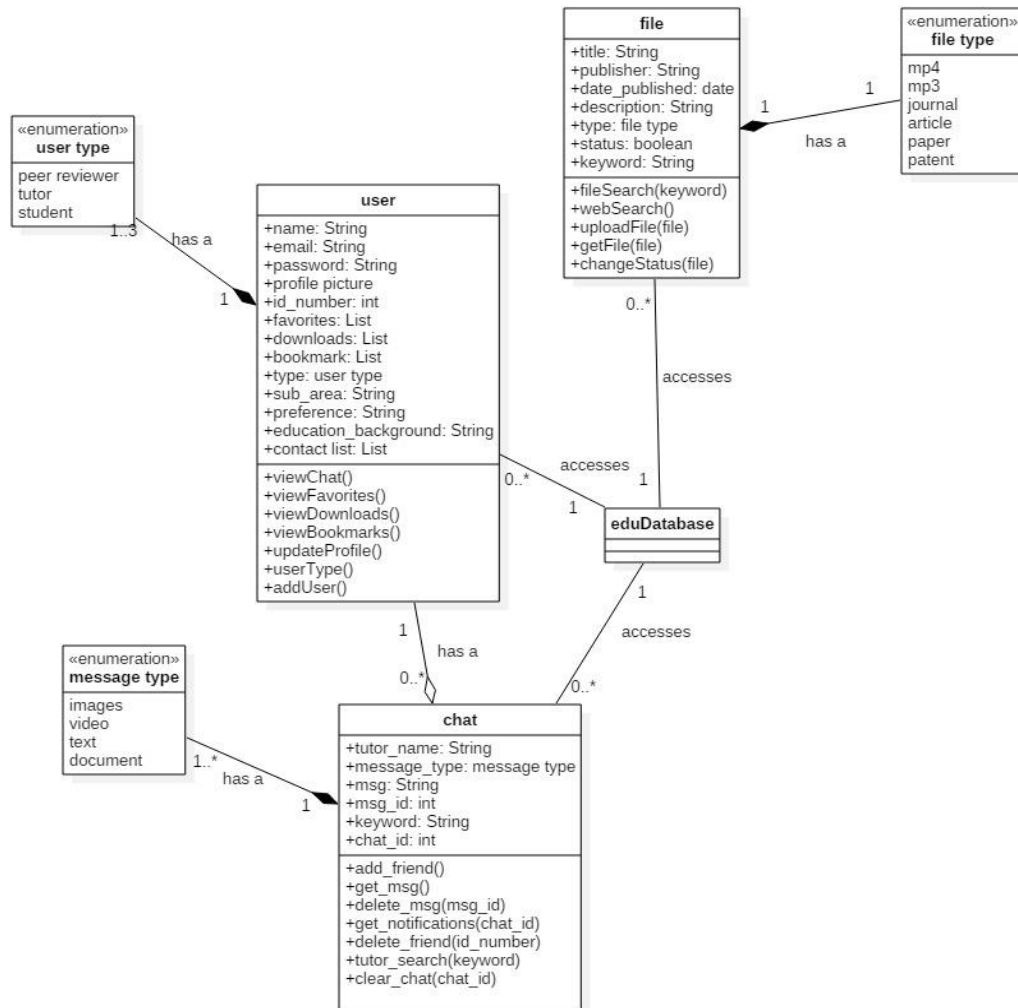 «enumeration»
user type
peer reviewer
tutor
student
1..3
has a
1
user
+name: String
+email: String
+password: String
+profile picture
+id_number: int
+favorites: List
+downloads: List
+bookmark: List
+type: user type
+sub_area: String
+preference: String
+education_background: String
+contact list: List
+viewChat()
+viewFavorites()
+viewDownloads()
+viewBookmarks()
+updateProfile()
+userType()
+addUser()
file
+title: String
+publisher: String
+date_published: date
+description: String
+type: file type
+status: boolean
+keyword: String
+fileSearch(keyword)
+webSearch()
+uploadFile(file)
+getFile(file)
+changeStatus(file)
1
has a
1
«enumeration»
file type
mp4
mp3
journal
article
paper
patent
0..*
accesses
1
accesses
0..*
1
eduDatabase
1
accesses
0..*
1
has a
0..*
«enumeration»
message type
images
video
text
document
1..*
has a
1
chat
+tutor_name: String
+message_type: message type
+msg: String
+msg_id: int
+keyword: String
+chat_id: int
+add_friend()
+get_msg()
+delete_msg(msg_id)
+get_notifications(chat_id)
+delete_friend(id_number)
+tutor_search(keyword)
+clear_chat(chat_id)